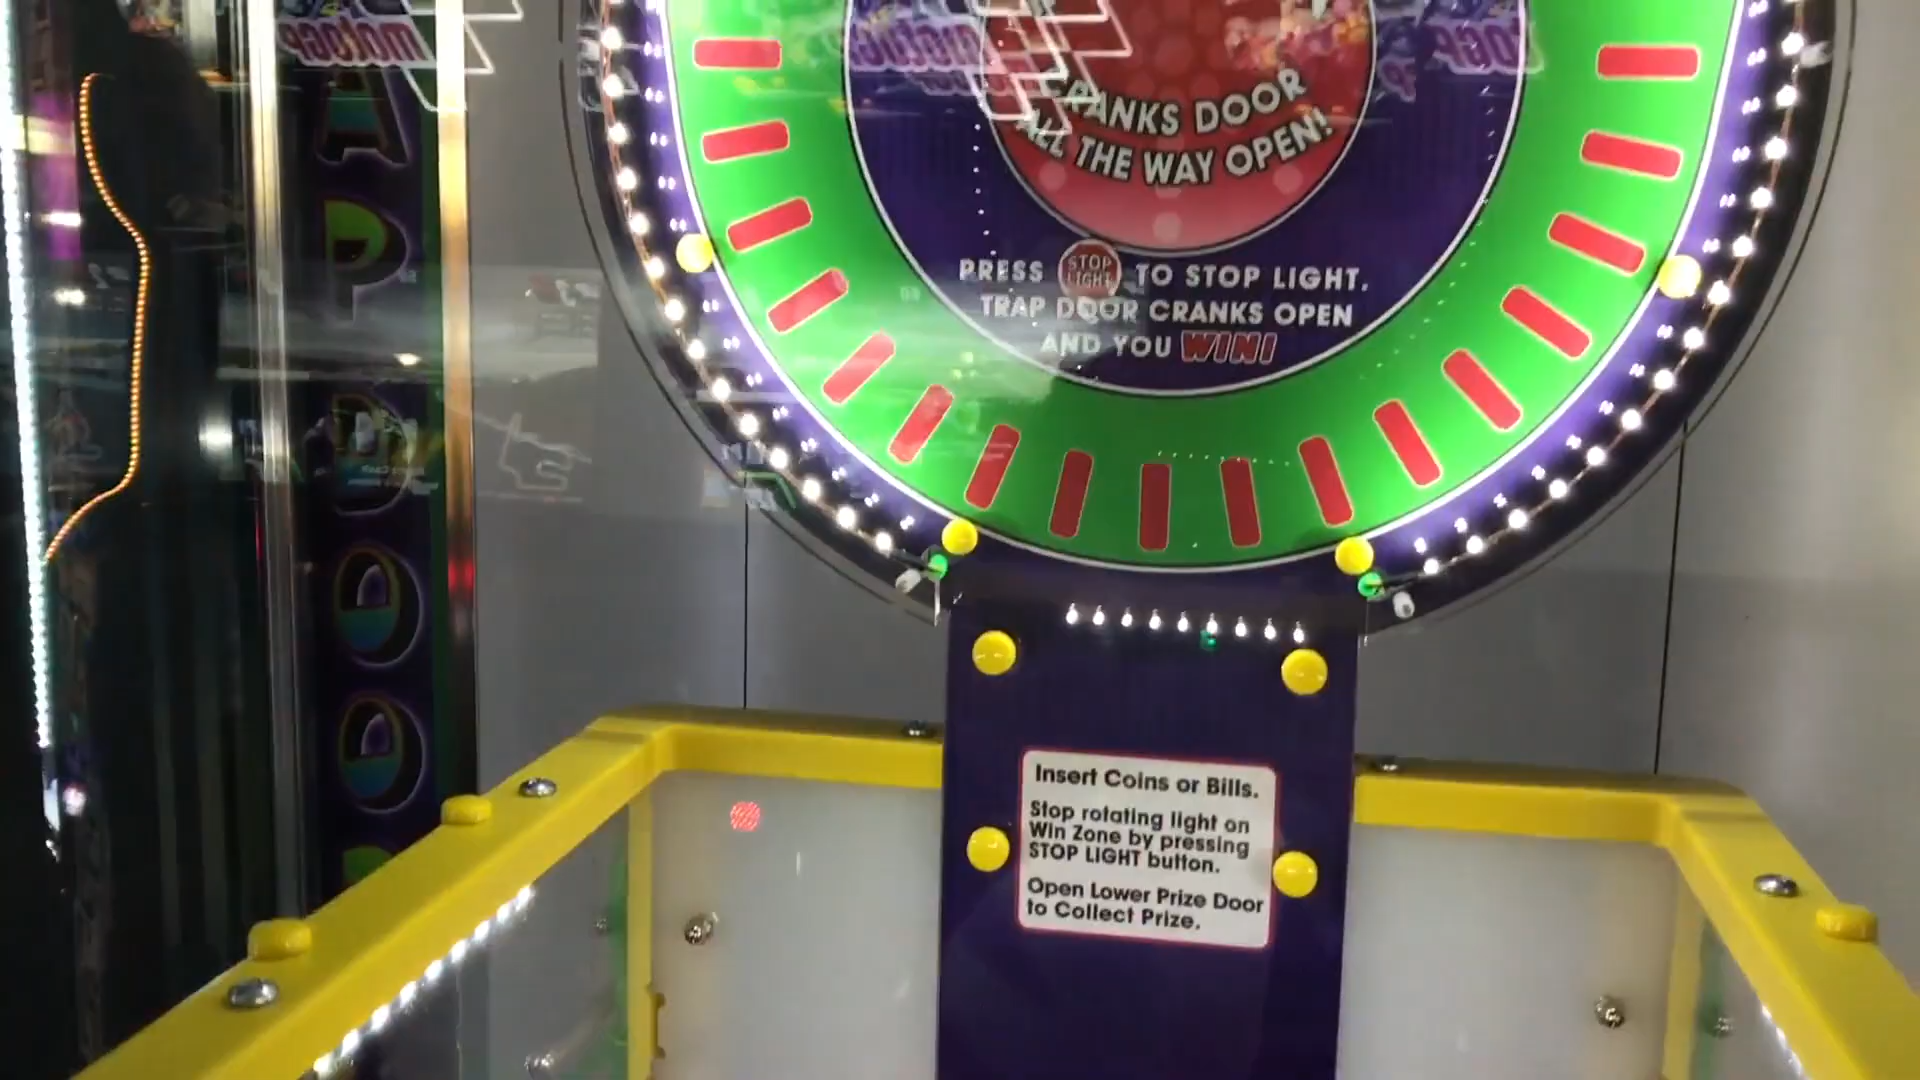 CRANKS DOOR
ALL THE WAY OPEN!
PRESS STOP LIGHT TO STOP LIGHT.
TRAP DOOR CRANKS OPEN
AND YOU WIN!
Insert Coins or Bills.
Stop rotating light on
Win Zone by pressing
STOP LIGHT button.
Open Lower Prize Door
to Collect Prize.